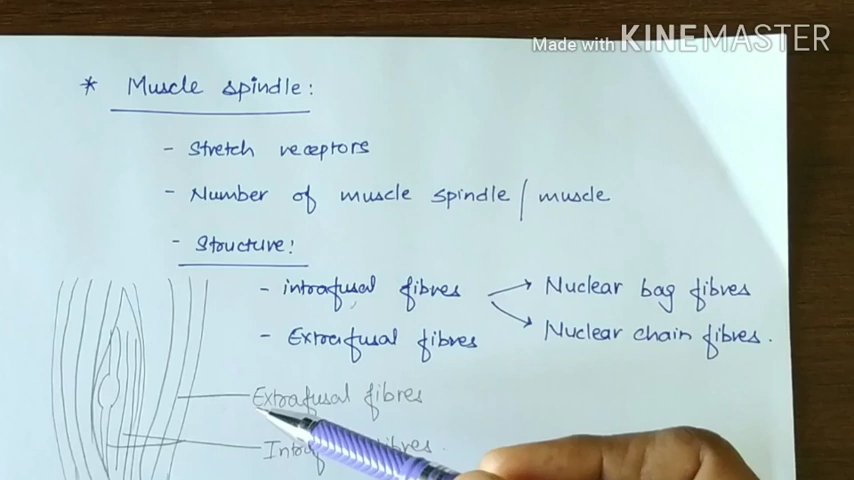 Made with KINEMASTER
* Muscle spindle:
- Stretch receptors
- Number of muscle spindle / muscle
- Structure:
- intrafusal fibres → Nuclear bag fibres
→ Nuclear chain fibres.
- Extrafusal fibres
Extrafusal fibres
fibres.